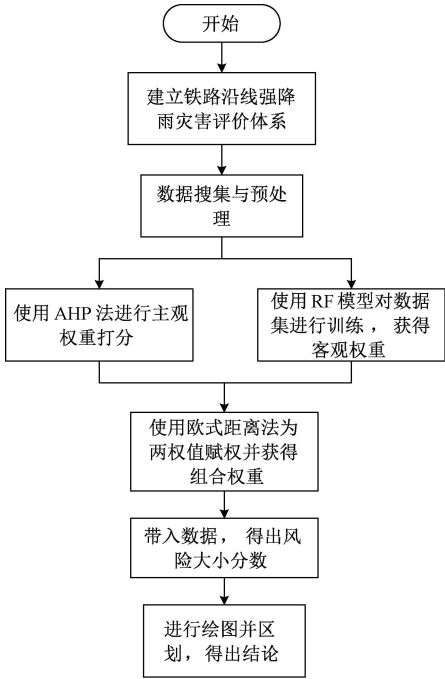 开始
建立铁路沿线强降
雨灾害评价体系
数据搜集与预处
理
使用AHP法进行主观
权重打分
使用RF模型对数据
集进行训练，获得
客观权重
使用欧式距离法为
两权值赋权并获得
组合权重
带入数据，得出风
险大小分数
进行绘图并区
划，得出结论